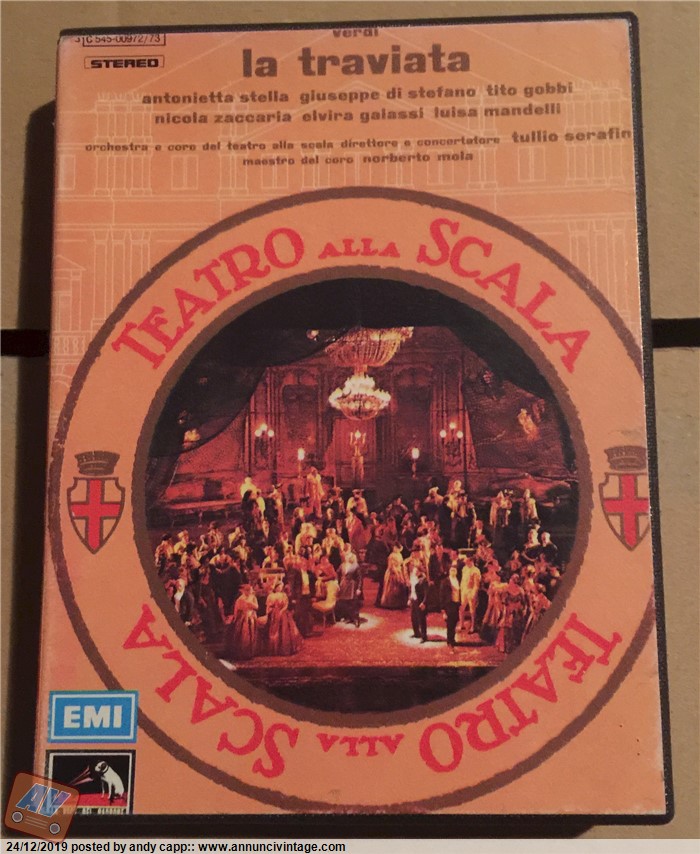 3 C 545-00972/73
STEREO
verdi
la traviata
antonietta stella giuseppe di stefano tito gobbi
nicola zaccaria elvira galassi luisa mandelli
orchestra e coro del teatro alla scala direttore e concertatore tullio serafin
maestro del coro norberto mola
TEATRO ALLA SCALA
TEATRO ALLA SCALA
EMI
AV
24/12/2019 posted by andy capp:: www.annuncivintage.com